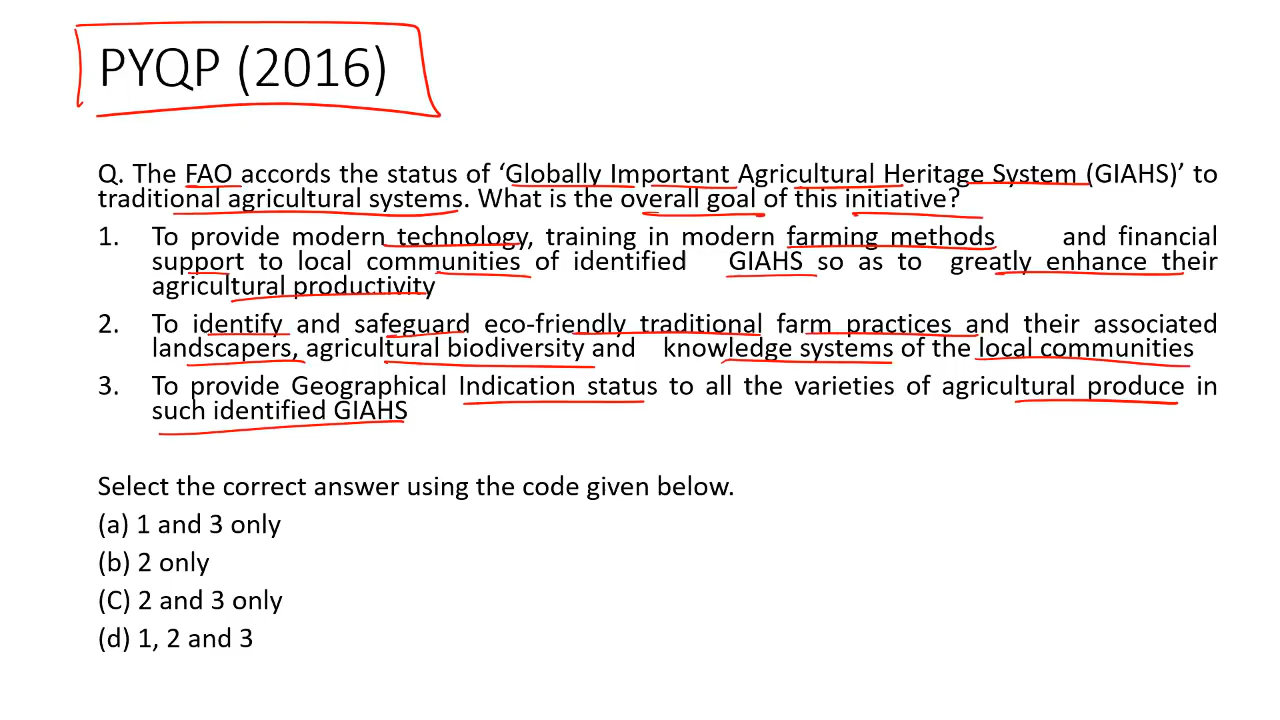 PYQP (2016)
Q. The FAO accords the status of ‘Globally Important Agricultural Heritage System (GIAHS)’ to
traditional agricultural systems. What is the overall goal of this initiative?
1. To provide modern technology, training in modern farming methods and financial
support to local communities of identified GIAHS so as to greatly enhance their
agricultural productivity
2. To identify and safeguard eco-friendly traditional farm practices and their associated
landscapers, agricultural biodiversity and knowledge systems of the local communities
3. To provide Geographical Indication status to all the varieties of agricultural produce in
such identified GIAHS
Select the correct answer using the code given below.
(a) 1 and 3 only
(b) 2 only
(C) 2 and 3 only
(d) 1, 2 and 3